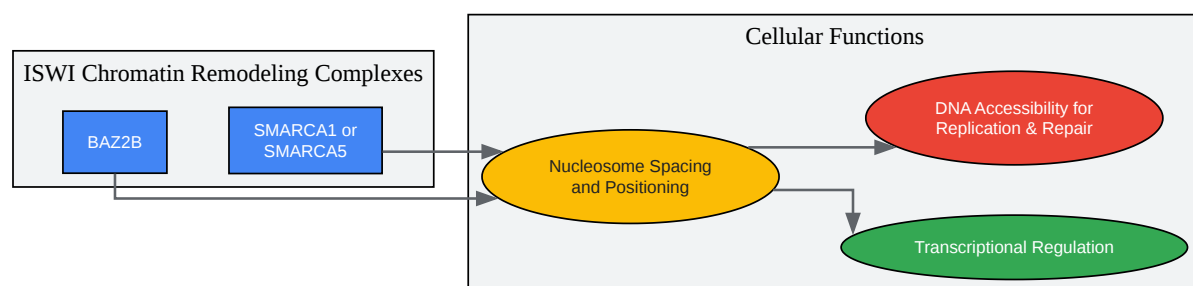 Cellular Functions
ISWI Chromatin Remodeling Complexes
BAZ2B
SMARCA1 or
SMARCA5
Nucleosome Spacing
and Positioning
DNA Accessibility for
Replication & Repair
Transcriptional Regulation